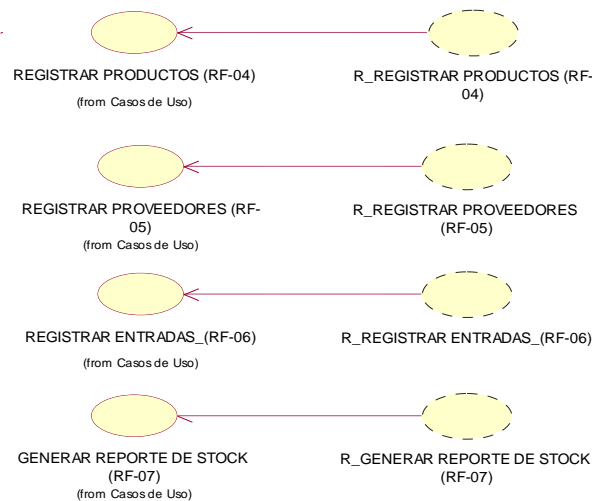 REGISTRAR PRODUCTOS (RF-04)
(from Casos de Uso)
R_REGISTRAR PRODUCTOS (RF-
04)
REGISTRAR PROVEEDORES (RF-
05)
(from Casos de Uso)
R_REGISTRAR PROVEEDORES
(RF-05)
REGISTRAR ENTRADAS_(RF-06)
(from Casos de Uso)
R_REGISTRAR ENTRADAS_(RF-06)
GENERAR REPORTE DE STOCK
(RF-07)
(from Casos de Uso)
R_GENERAR REPORTE DE STOCK
(RF-07)